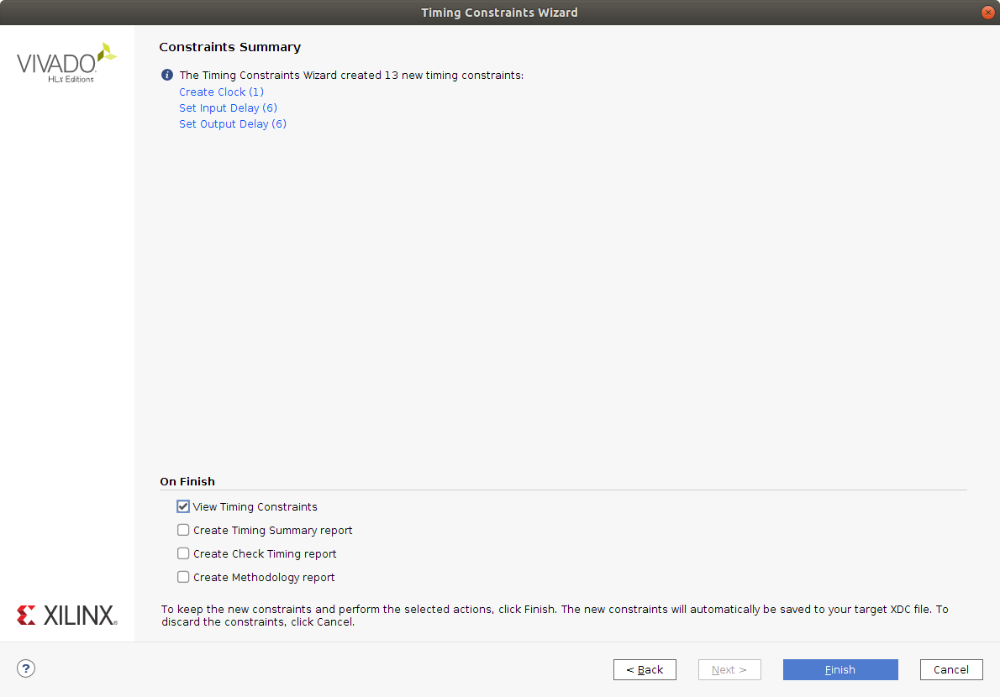 Timing Constraints Wizard
VIVADO
HLx Editions
Constraints Summary
The Timing Constraints Wizard created 13 new timing constraints:
Create Clock (1)
Set Input Delay (6)
Set Output Delay (6)
On Finish
View Timing Constraints
Create Timing Summary report
Create Check Timing report
Create Methodology report
XILINX
To keep the new constraints and perform the selected actions, click Finish. The new constraints will automatically be saved to your target XDC file. To
discard the constraints, click Cancel.
?
< Back
Next >
Finish
Cancel